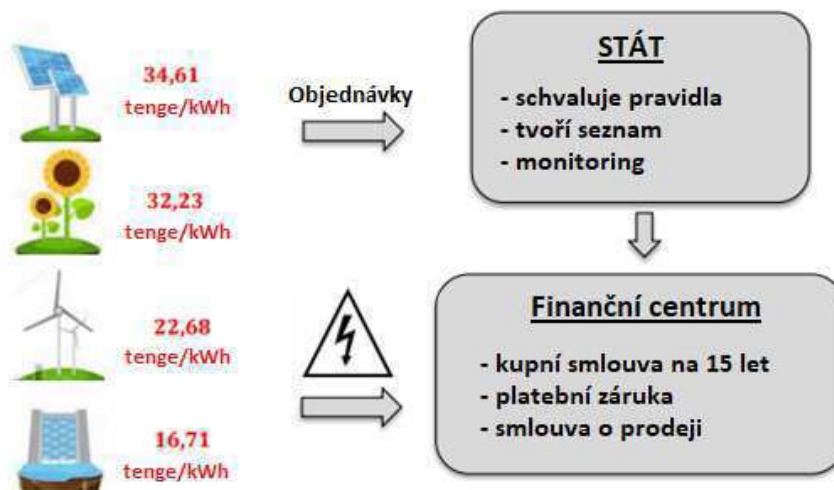 34,61
tenge/kWh
32,23
tenge/kWh
22,68
tenge/kWh
16,71
tenge/kWh
Objednávky
STÁT
- schvaluje pravidla
- tvoří seznam
- monitoring
Finanční centrum
- kupní smlouva na 15 let
- platební záruka
- smlouva o prodeji